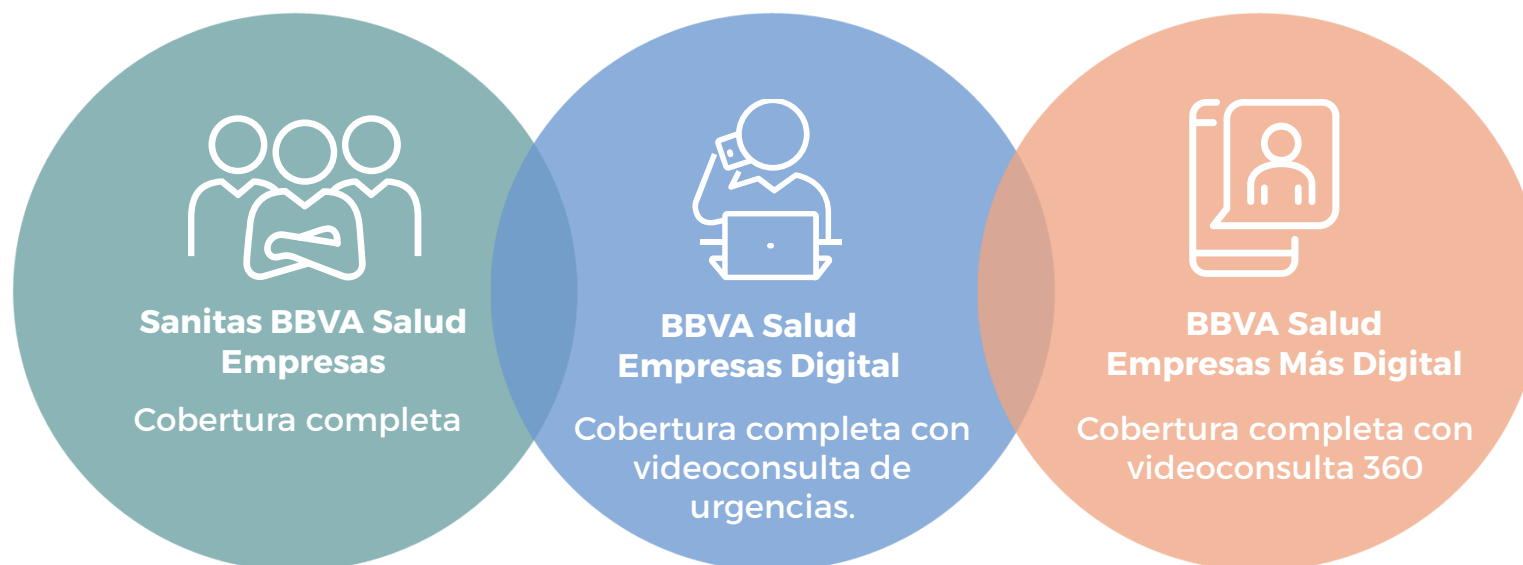 Sanitas BBVA Salud
Empresas
Cobertura completa
BBVA Salud
Empresas Digital
Cobertura completa con
videoconsulta de
urgencias.
BBVA Salud
Empresas Más Digital
Cobertura completa con
videoconsulta 360